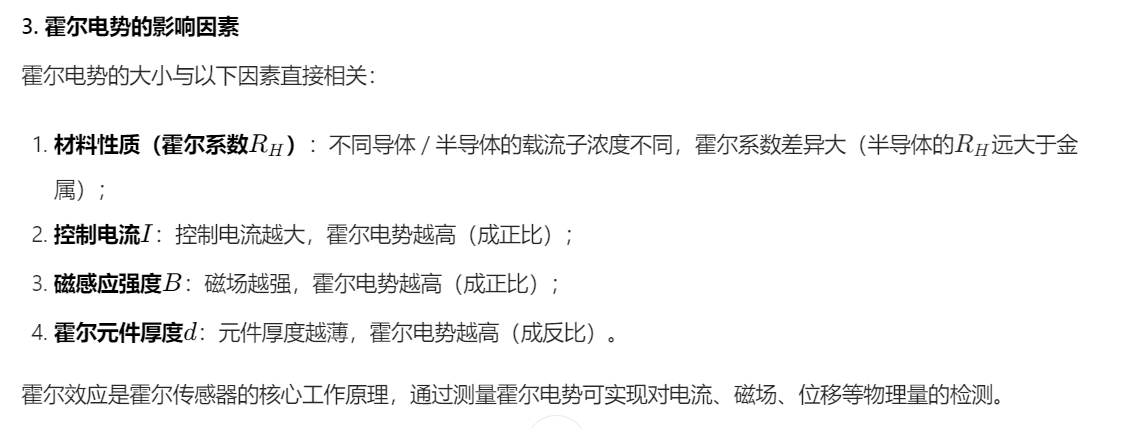 3. 霍尔电势的影响因素
霍尔电势的大小与以下因素直接相关：
1. 材料性质（霍尔系数R_H）：不同导体 / 半导体的载流子浓度不同，霍尔系数差异大（半导体的R_H远大于金
属）；
2. 控制电流I：控制电流越大，霍尔电势越高（成正比）；
3. 磁感应强度B：磁场越强，霍尔电势越高（成正比）；
4. 霍尔元件厚度d：元件厚度越薄，霍尔电势越高（成反比）。
霍尔效应是霍尔传感器的核心工作原理，通过测量霍尔电势可实现对电流、磁场、位移等物理量的检测。